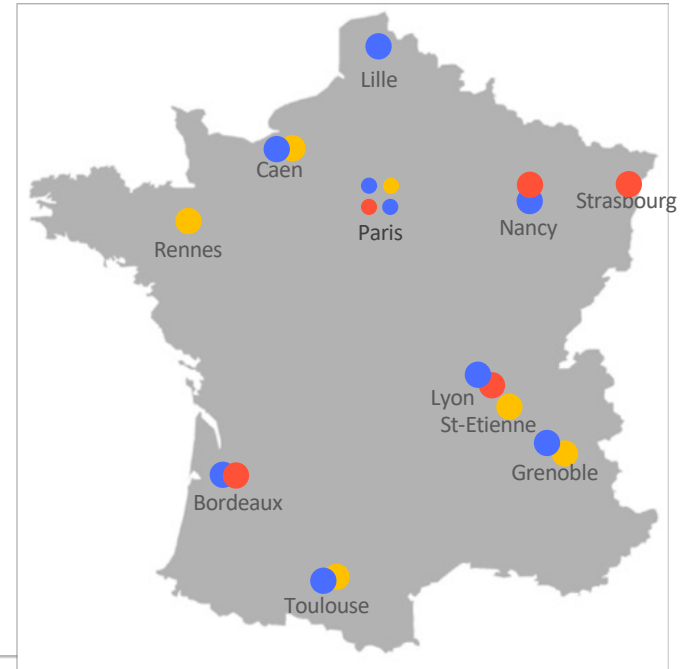 Lille
Caen
Strasbourg
Nancy
Paris
Rennes
Lyon
St-Etienne
Grenoble
Bordeaux
Toulouse